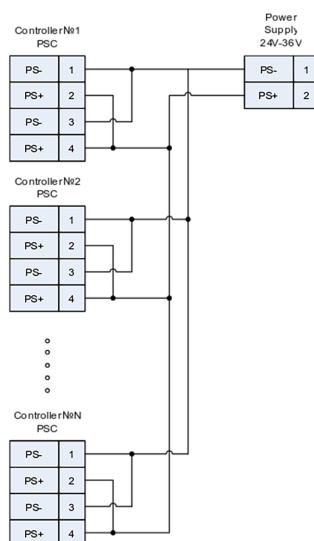 Power
Supply
24V-36V
Controller№1
PSC
PS- 1
PS+ 2
PS- 3
PS+ 4
PS- 1
PS+ 2
Controller№2
PSC
PS- 1
PS+ 2
PS- 3
PS+ 4
Controller№N
PSC
PS- 1
PS+ 2
PS- 3
PS+ 4